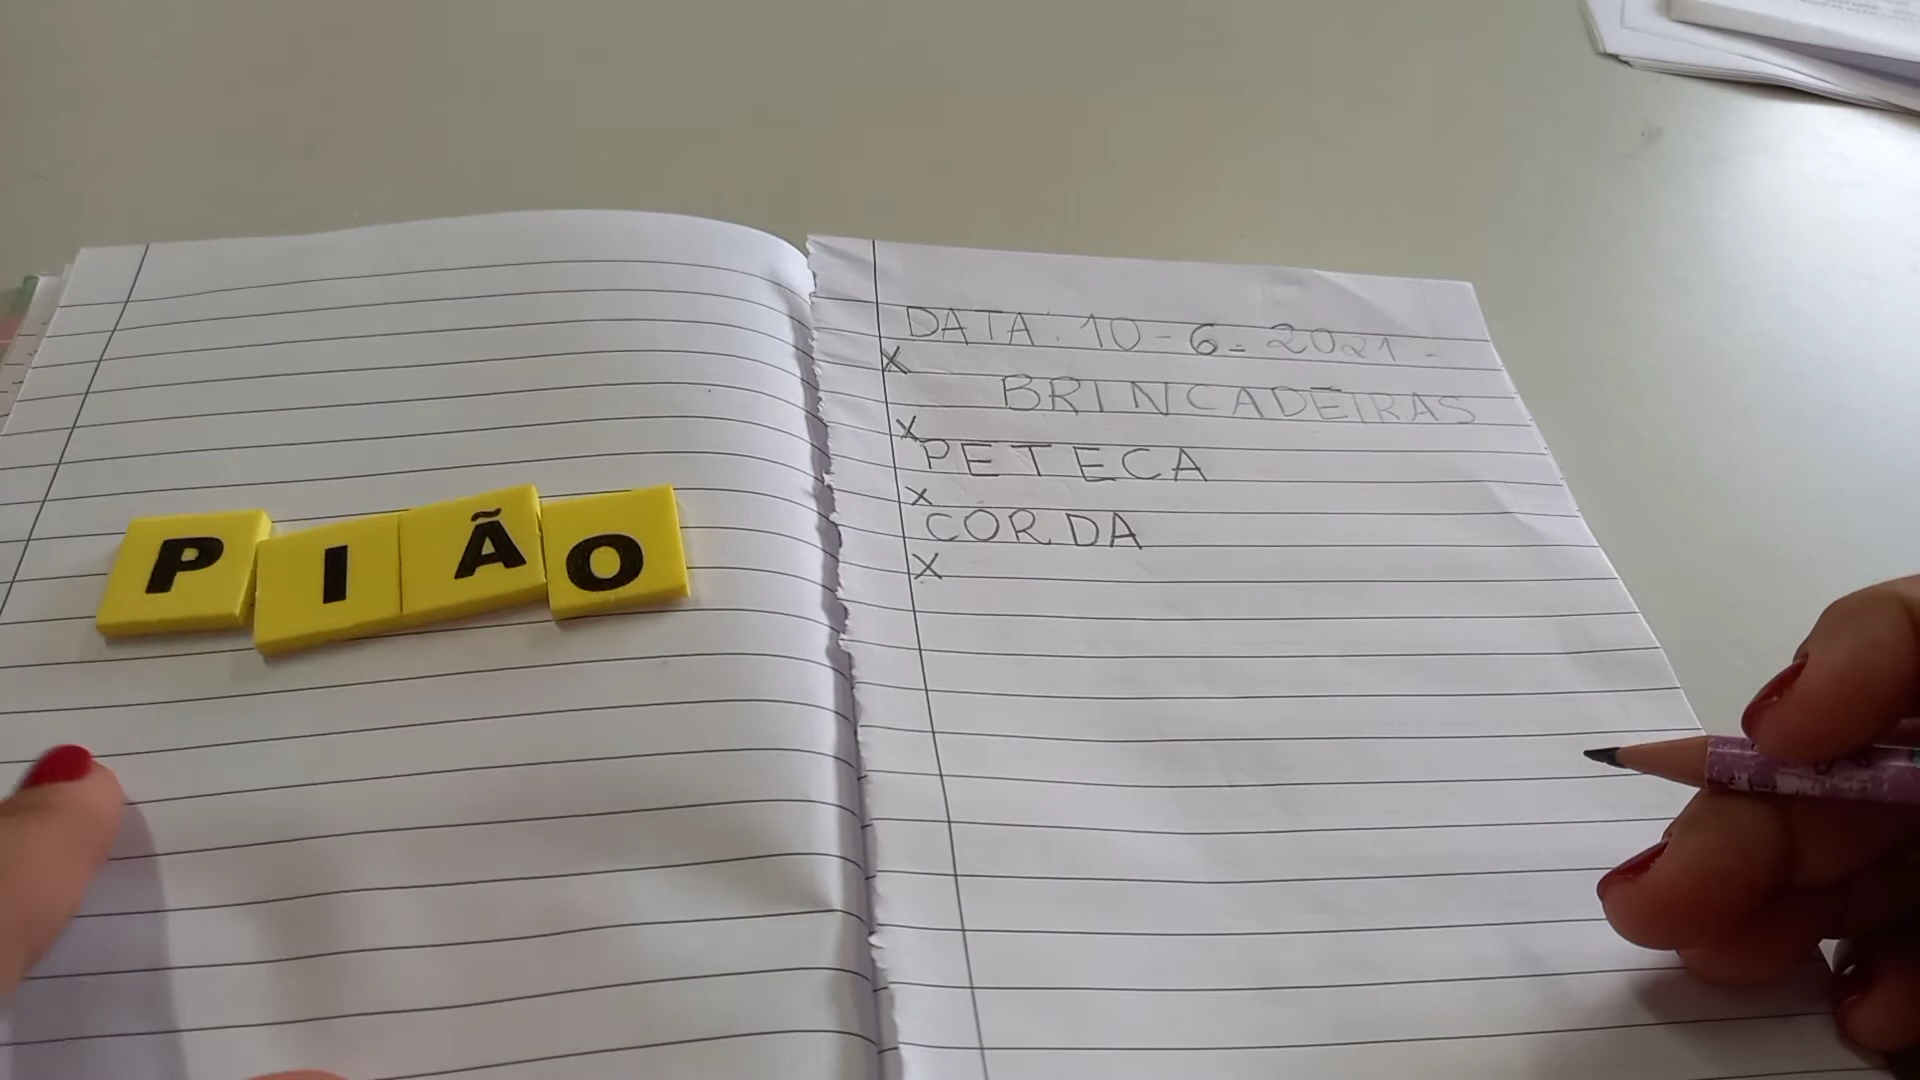 PIÃO
DATA: 10-6-2021-
X
BRINCADEIRAS
X
PETECA
X
CORDA
X